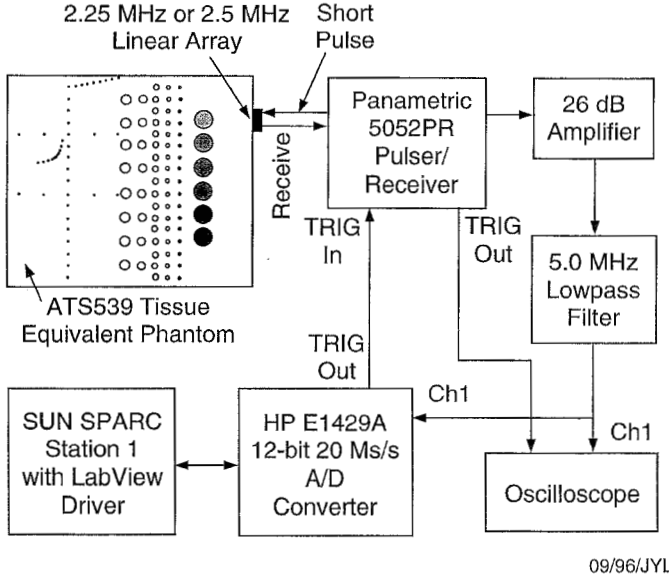 2.25 MHz or 2.5 MHz
Linear Array
Short
Pulse
Panametric
5052PR
Pulser/
Receiver
26 dB
Amplifier
Receive
TRIG
In
TRIG
Out
5.0 MHz
Lowpass
Filter
ATS539 Tissue
Equivalent Phantom
TRIG
Out
Ch1
Ch1
SUN SPARC
Station 1
with LabView
Driver
HP E1429A
12-bit 20 Ms/s
A/D
Converter
Oscilloscope
09/96/JYL